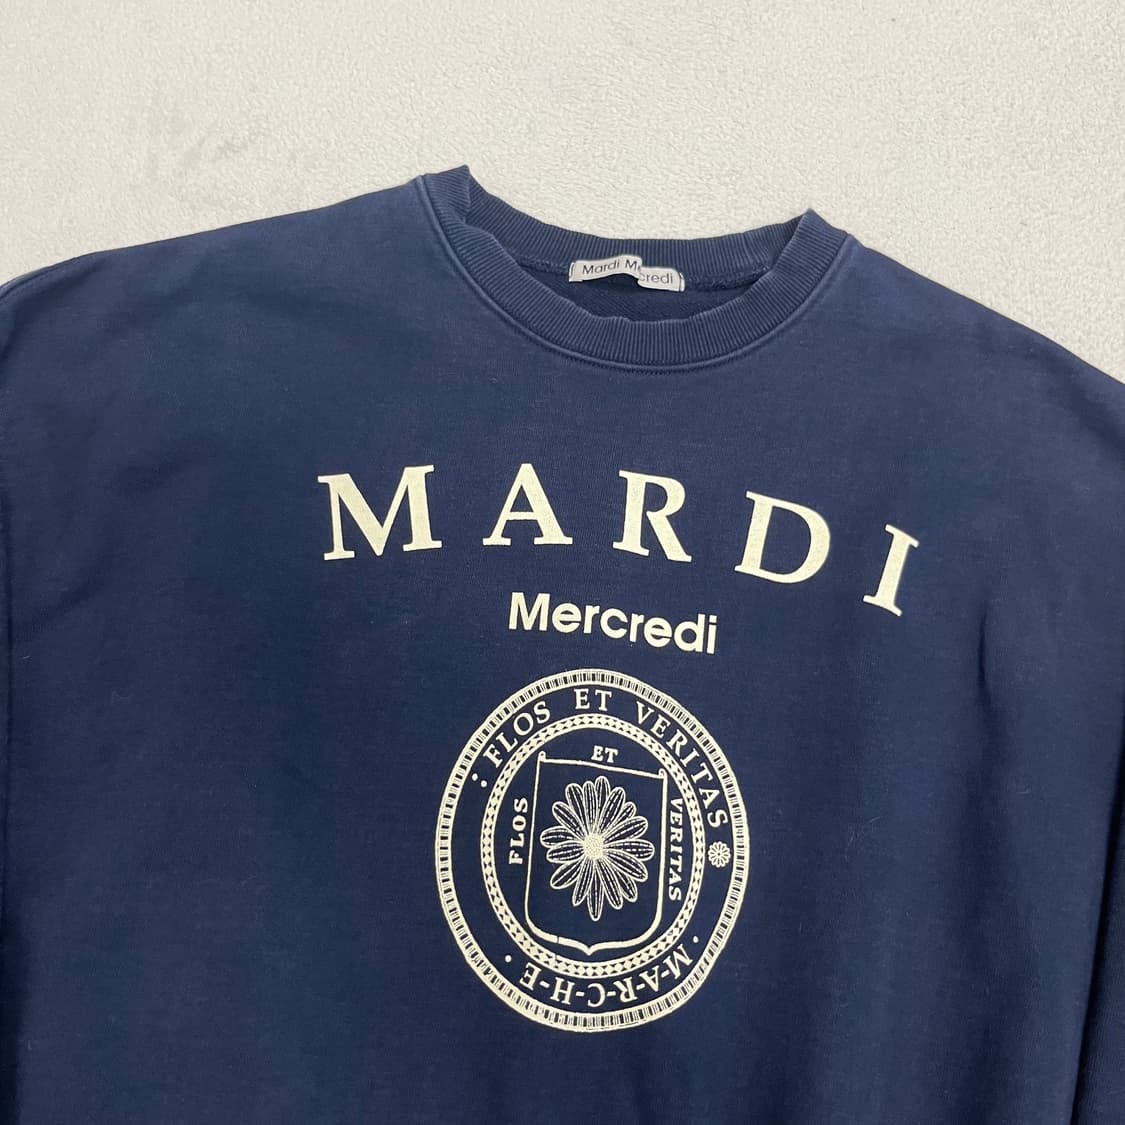 Mardi Mercredi
MARDI
Mercredi
FLOS ET VERITAS
ET
FLOS
VERITAS
M-A-R-C-H-E